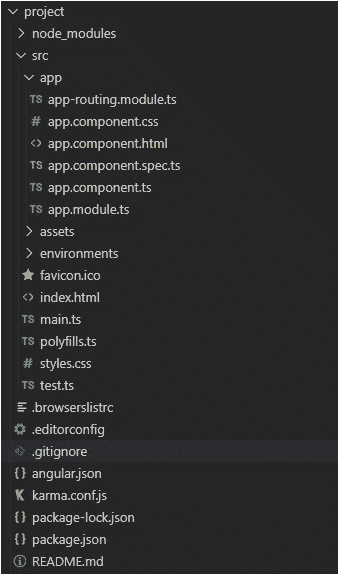 project
node_modules
src
app
TS app-routing.module.ts
# app.component.css
<> app.component.html
TS app.component.spec.ts
TS app.component.ts
TS app.module.ts
assets
environments
favicon.ico
<> index.html
TS main.ts
TS polyfills.ts
# styles.css
TS test.ts
.browserslistrc
.editorconfig
.gitignore
{} angular.json
K karma.conf.js
{} package-lock.json
{} package.json
README.md